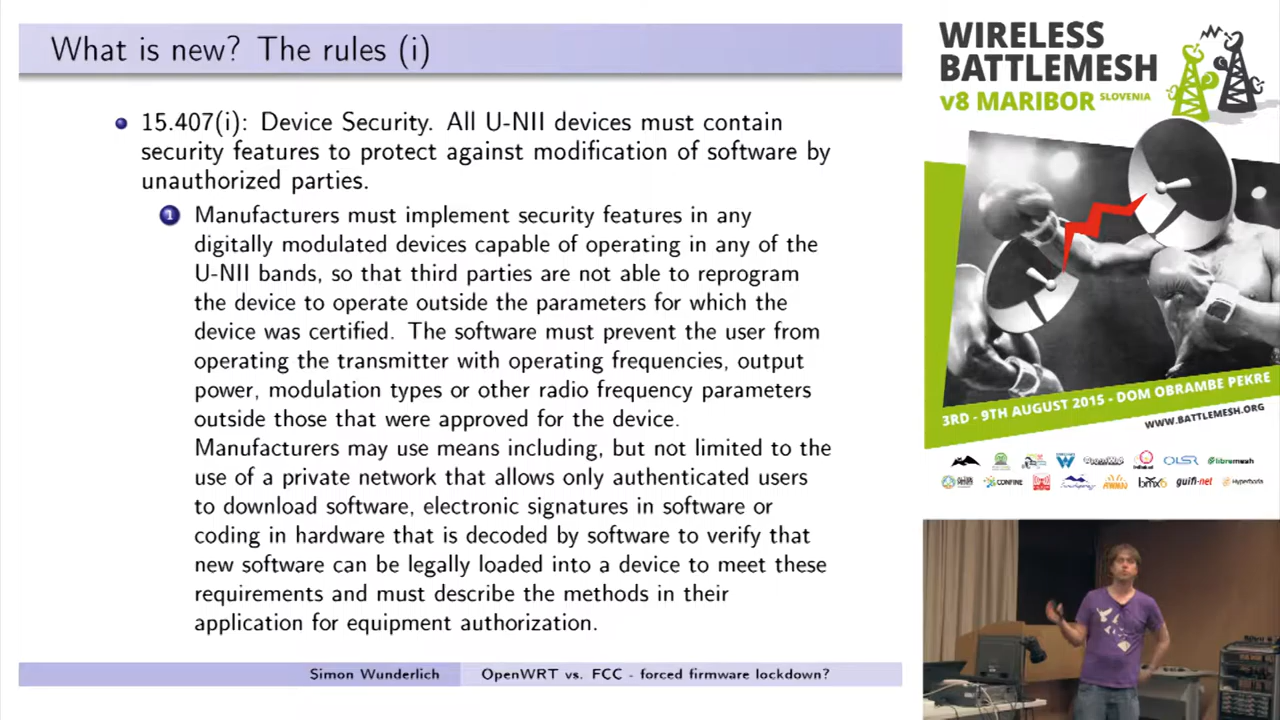 What is new? The rules (i)
15.407(i): Device Security. All U-NII devices must contain
security features to protect against modification of software by
unauthorized parties.
1 Manufacturers must implement security features in any
digitally modulated devices capable of operating in any of the
U-NII bands, so that third parties are not able to reprogram
the device to operate outside the parameters for which the
device was certified. The software must prevent the user from
operating the transmitter with operating frequencies, output
power, modulation types or other radio frequency parameters
outside those that were approved for the device.
Manufacturers may use means including, but not limited to the
use of a private network that allows only authenticated users
to download software, electronic signatures in software or
coding in hardware that is decoded by software to verify that
new software can be legally loaded into a device to meet these
requirements and must describe the methods in their
application for equipment authorization.
Simon Wunderlich
OpenWRT vs. FCC - forced firmware lockdown?
WIRELESS
BATTLEMESH
v8 MARIBOR SLOVENIA
3RD - 9TH AUGUST 2015 - DOM OBRAMBE PEKRE
WWW.BATTLEMESH.ORG
OpenWrt
OLSR
libremesh
CONFINE
bmx6
guifi·net
Hyperboria